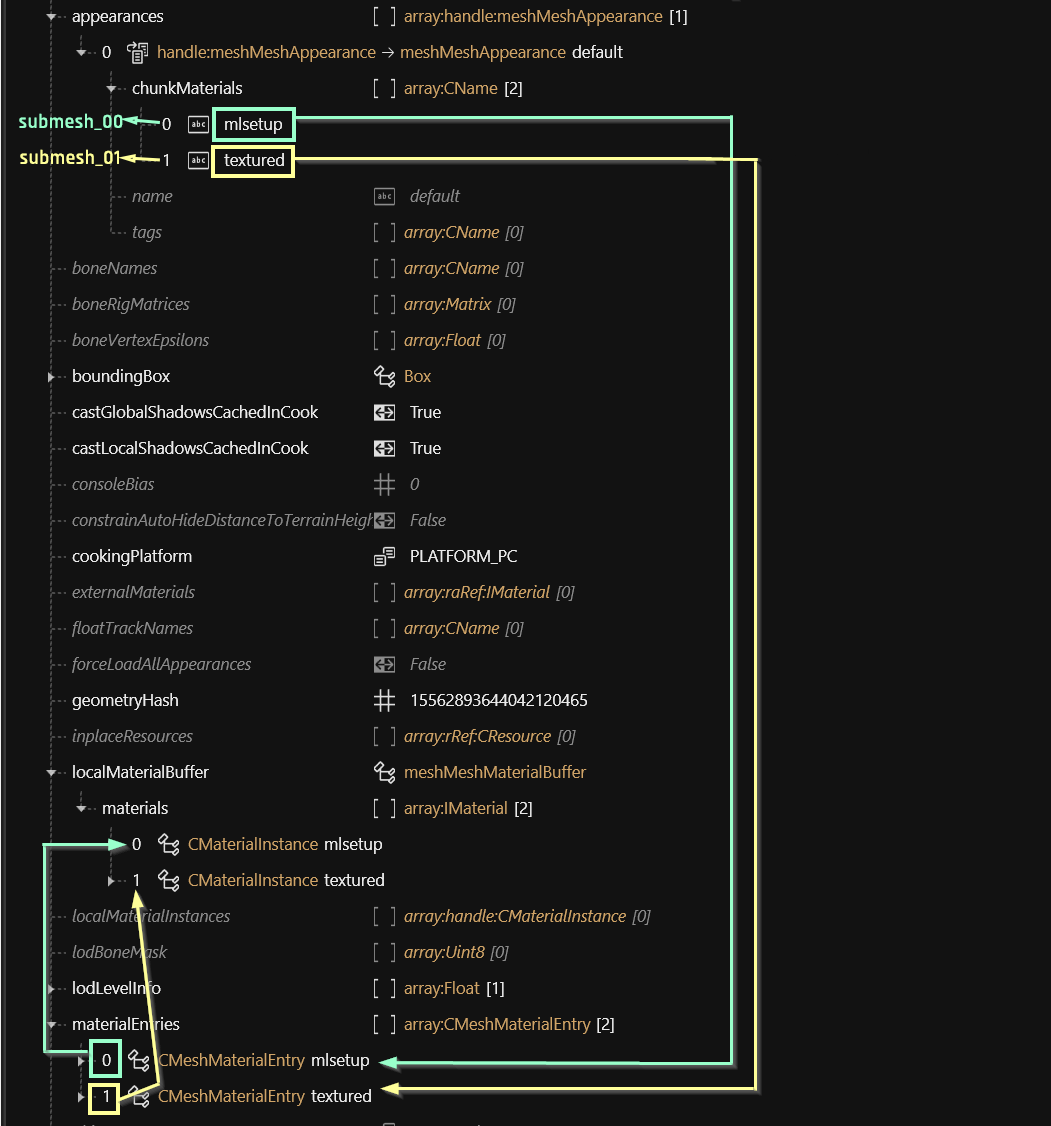 appearances [ ] array:handle:meshMeshAppearance [1]
0 handle:meshMeshAppearance → meshMeshAppearance default
chunkMaterials [ ] array:CName [2]
submesh_00 0 abc mlsetup
submesh_01 1 abc textured
name abc default
tags [ ] array:CName [0]
boneNames [ ] array:CName [0]
boneRigMatrices [ ] array:Matrix [0]
boneVertexEpsilons [ ] array:Float [0]
boundingBox Box
castGlobalShadowsCachedInCook True
castLocalShadowsCachedInCook True
consoleBias 0
constrainAutoHideDistanceToTerrainHeigh False
cookingPlatform PLATFORM_PC
externalMaterials [ ] array:raRef:IMaterial [0]
floatTrackNames [ ] array:CName [0]
forceLoadAllAppearances False
geometryHash 15562893644042120465
inplaceResources [ ] array:rRef:CResource [0]
localMaterialBuffer meshMeshMaterialBuffer
materials [ ] array:IMaterial [2]
0 CMaterialInstance mlsetup
1 CMaterialInstance textured
localMaterialInstances [ ] array:handle:CMaterialInstance [0]
lodBoneMask [ ] array:Uint8 [0]
lodLevelInfo [ ] array:Float [1]
materialEntries [ ] array:CMeshMaterialEntry [2]
0 CMeshMaterialEntry mlsetup
1 CMeshMaterialEntry textured